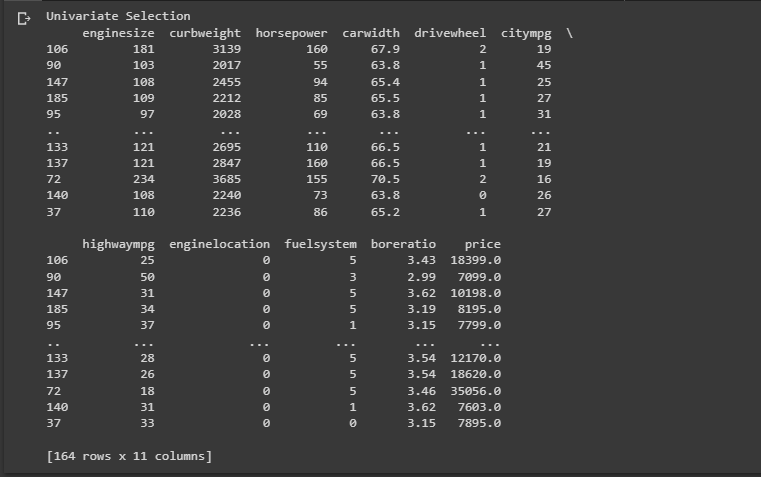 Univariate Selection
enginesize curbweight horsepower carwidth drivewheel citympg \
106 181 3139 160 67.9 2 19
90 103 2017 55 63.8 1 45
147 108 2455 94 65.4 1 25
185 109 2212 85 65.5 1 27
95 97 2028 69 63.8 1 31
.. ... ... ... ... ... ...
133 121 2695 110 66.5 1 21
137 121 2847 160 66.5 1 19
72 234 3685 155 70.5 2 16
140 108 2240 73 63.8 0 26
37 110 2236 86 65.2 1 27
highwaympg enginelocation fuelsystem boreratio price
106 25 0 5 3.43 18399.0
90 50 0 3 2.99 7099.0
147 31 0 5 3.62 10198.0
185 34 0 5 3.19 8195.0
95 37 0 1 3.15 7799.0
.. ... ... ... ... ...
133 28 0 5 3.54 12170.0
137 26 0 5 3.54 18620.0
72 18 0 5 3.46 35056.0
140 31 0 1 3.62 7603.0
37 33 0 0 3.15 7895.0
[164 rows x 11 columns]